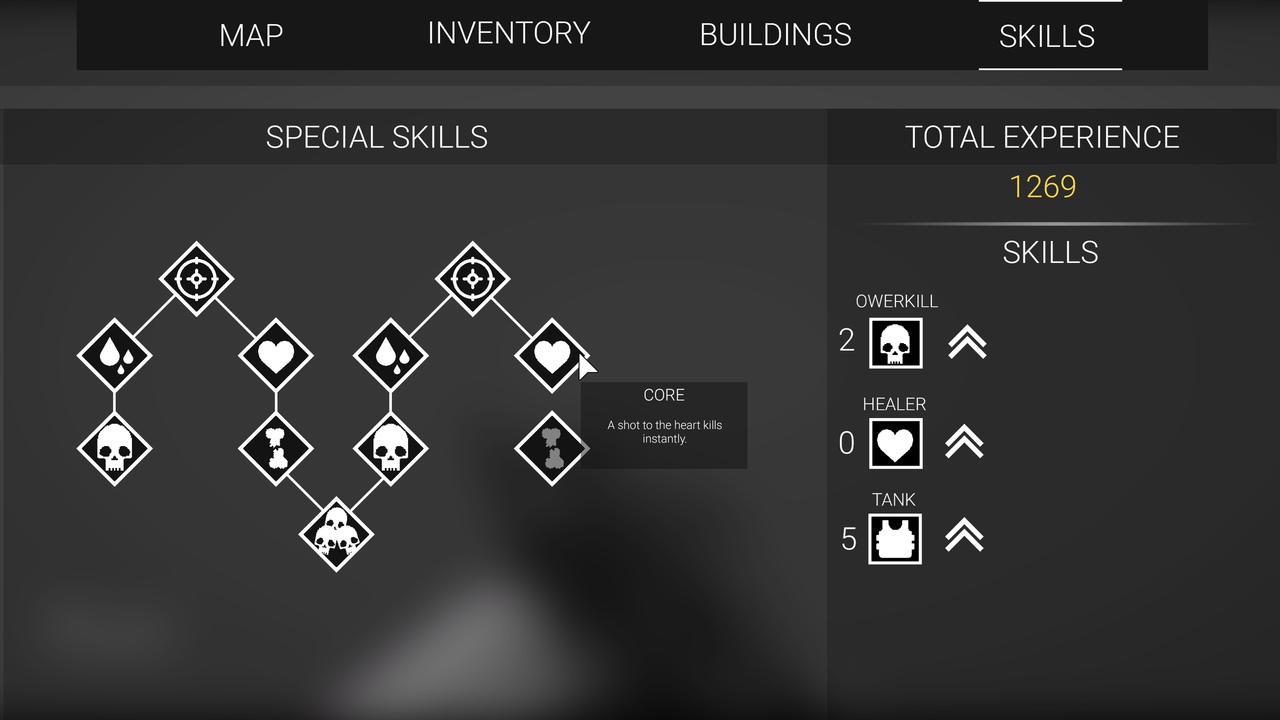 MAP
INVENTORY
BUILDINGS
SKILLS
SPECIAL SKILLS
CORE
A shot to the heart kills
instantly.
TOTAL EXPERIENCE
1269
SKILLS
OWERKILL
2
HEALER
0
TANK
5